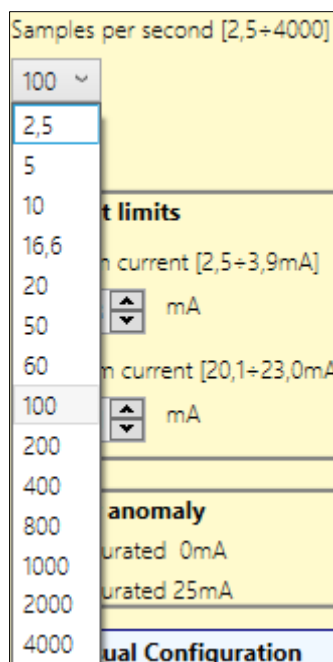 Samples per second [2,5÷4000]
100
2,5
5
10
t limits
16,6
current [2,5÷3,9mA]
20
mA
50
60
current [20,1÷23,0mA
100
mA
200
400
800
anomaly
urated 0mA
1000
2000
urated 25mA
4000
ual Configuration